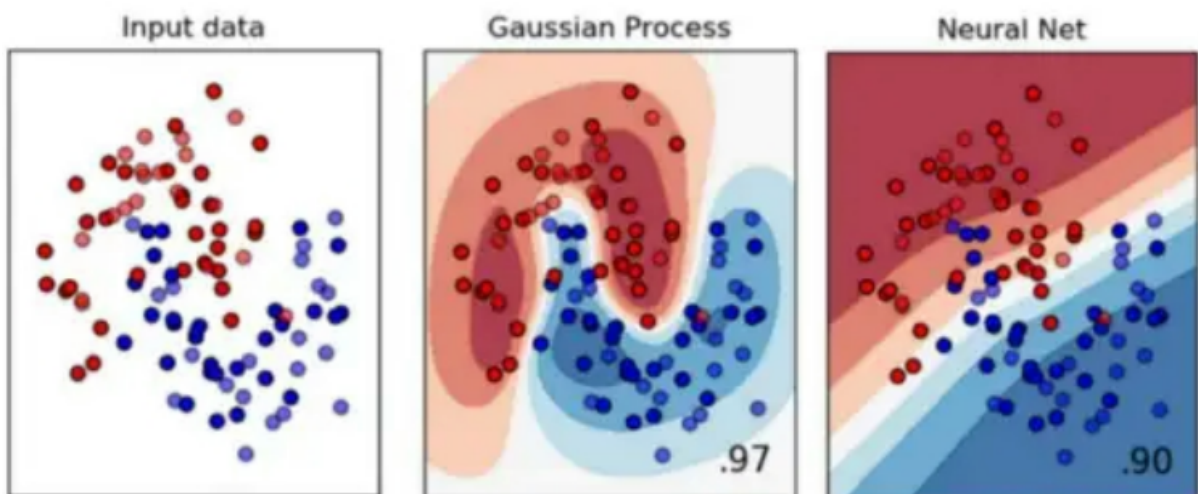 Input data
Gaussian Process
Neural Net
.97
.90